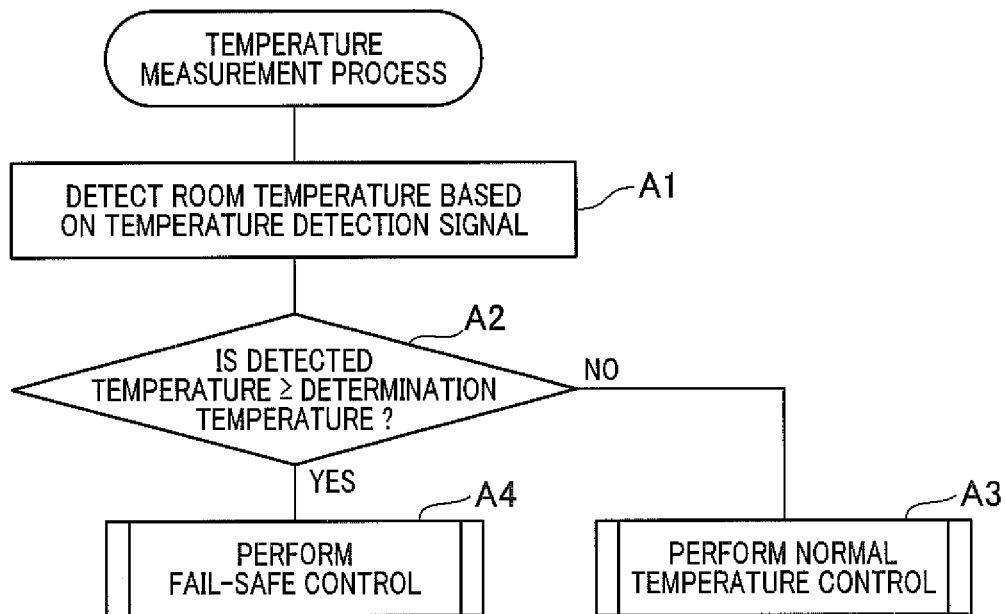 TEMPERATURE
MEASUREMENT PROCESS
DETECT ROOM TEMPERATURE BASED
ON TEMPERATURE DETECTION SIGNAL
A1
A2
IS DETECTED
TEMPERATURE ≥ DETERMINATION
TEMPERATURE ?
NO
YES
A4
PERFORM
FAIL-SAFE CONTROL
A3
PERFORM NORMAL
TEMPERATURE CONTROL